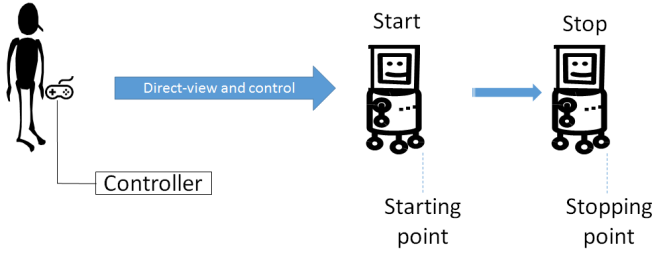 Start
Stop
Direct-view and control
Controller
Starting
point
Stopping
point